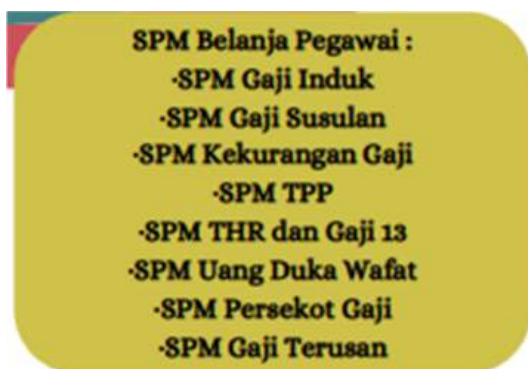 SPM Belanja Pegawai :
·SPM Gaji Induk
·SPM Gaji Susulan
·SPM Kekurangan Gaji
·SPM TPP
·SPM THR dan Gaji 13
·SPM Uang Duka Wafat
·SPM Persekot Gaji
·SPM Gaji Terusan